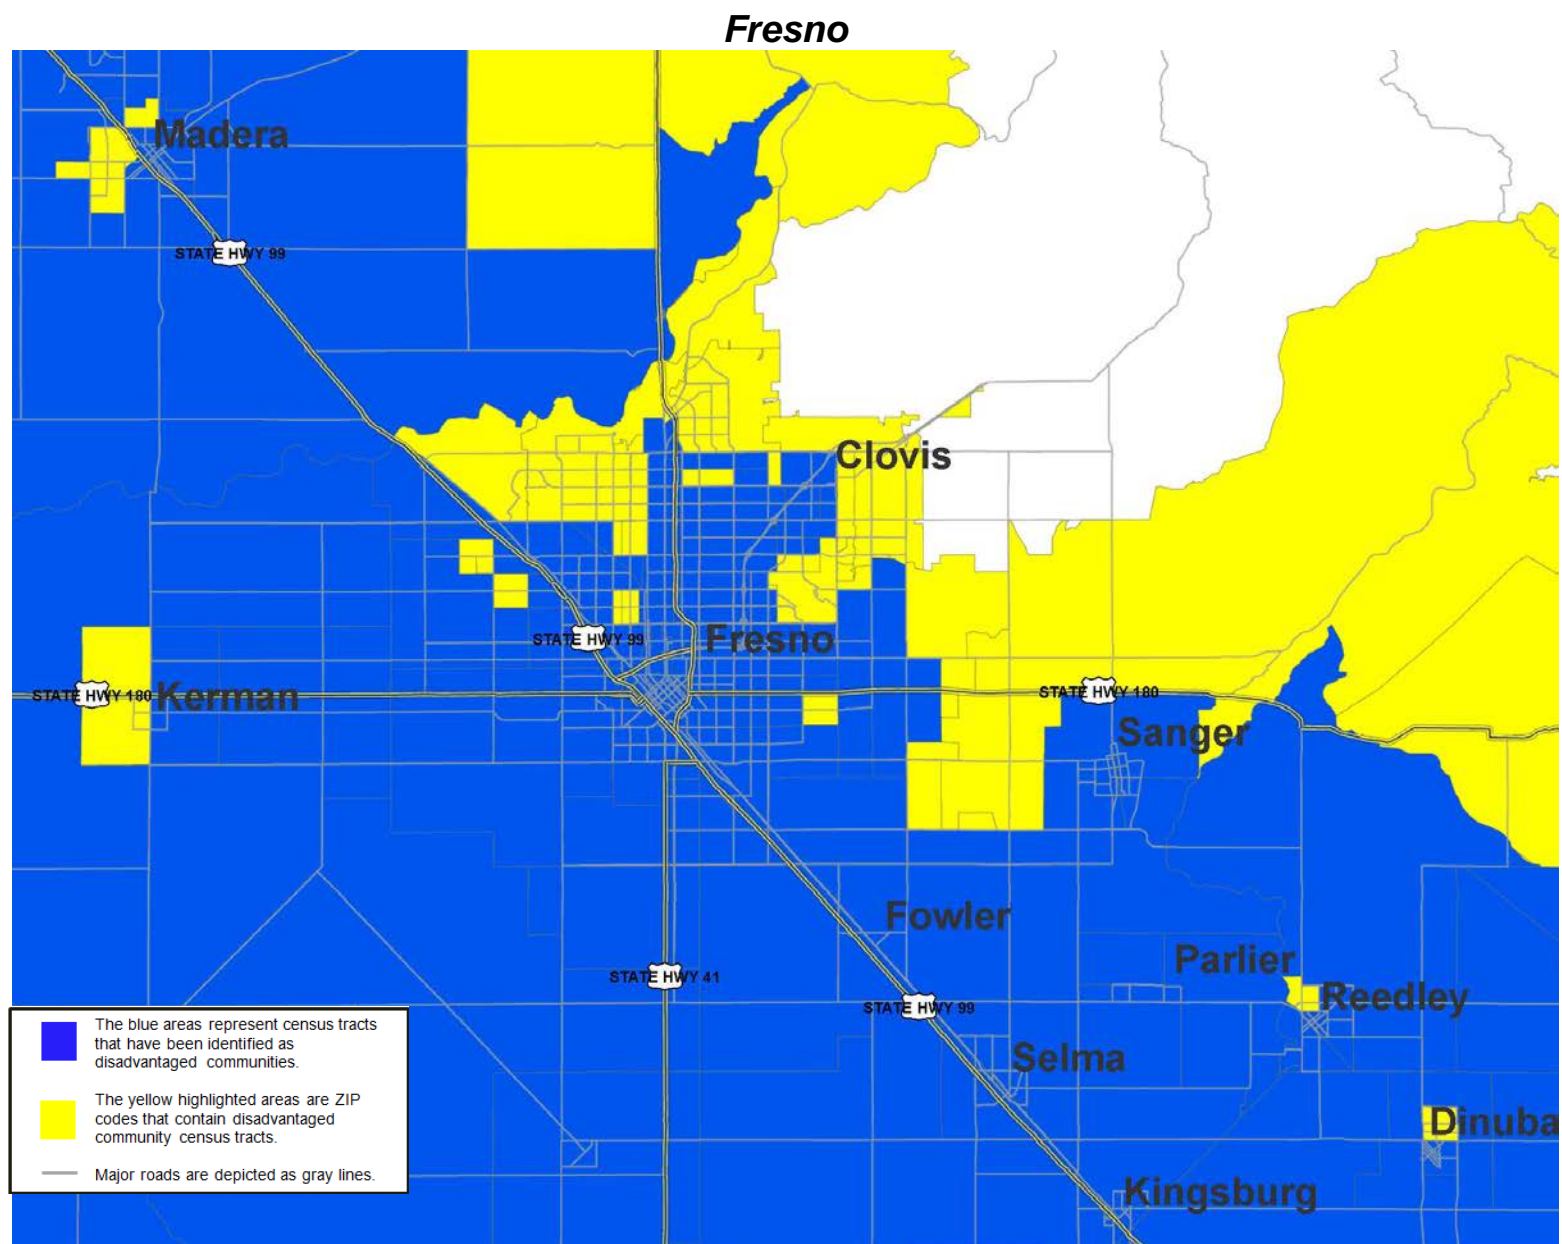 Fresno
Madera
STATE HWY 99
Clovis
STATE HWY 99
Fresno
STATE HWY 180
Kerman
STATE HWY 180
Sanger
Fowler
STATE HWY 41
Parlier
STATE HWY 99
Reedley
Selma
Dinuba
Kingsburg
The blue areas represent census tracts
that have been identified as
disadvantaged communities.
The yellow highlighted areas are ZIP
codes that contain disadvantaged
community census tracts.
Major roads are depicted as gray lines.